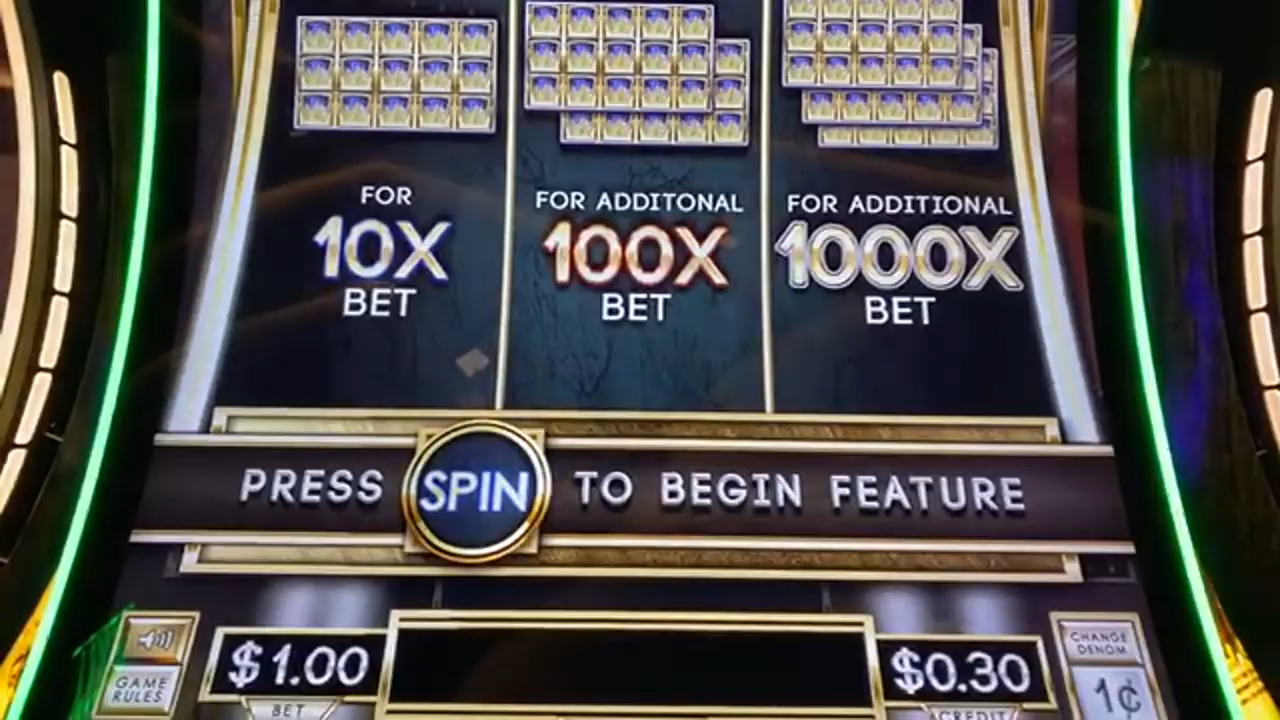 FOR
10X
BET
FOR ADDITONAL
100X
BET
FOR ADDITIONAL
1000X
BET
PRESS SPIN TO BEGIN FEATURE
GAME
RULES
$1.00
BET
$0.30
CREDIT
CHANGE
DENOM
1¢